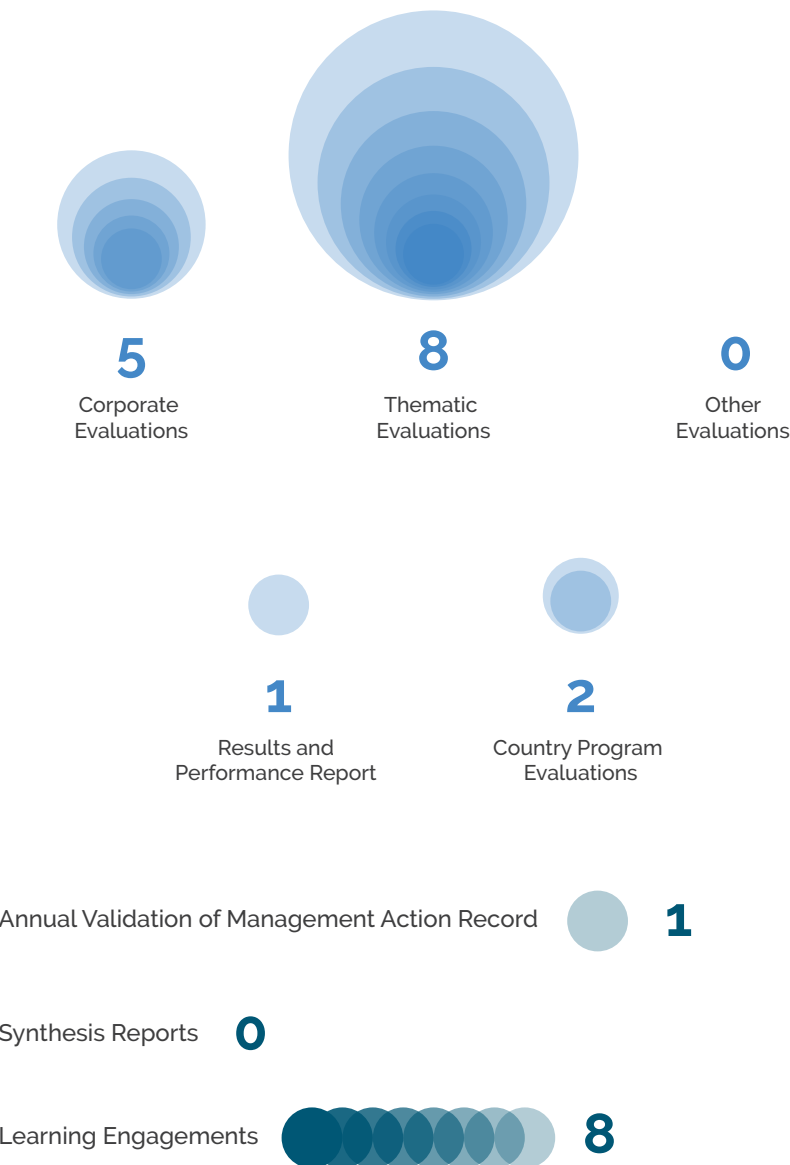 5
Corporate
Evaluations
8
Thematic
Evaluations
0
Other
Evaluations
1
Results and
Performance Report
2
Country Program
Evaluations
Annual Validation of Management Action Record 1
Synthesis Reports 0
Learning Engagements 8